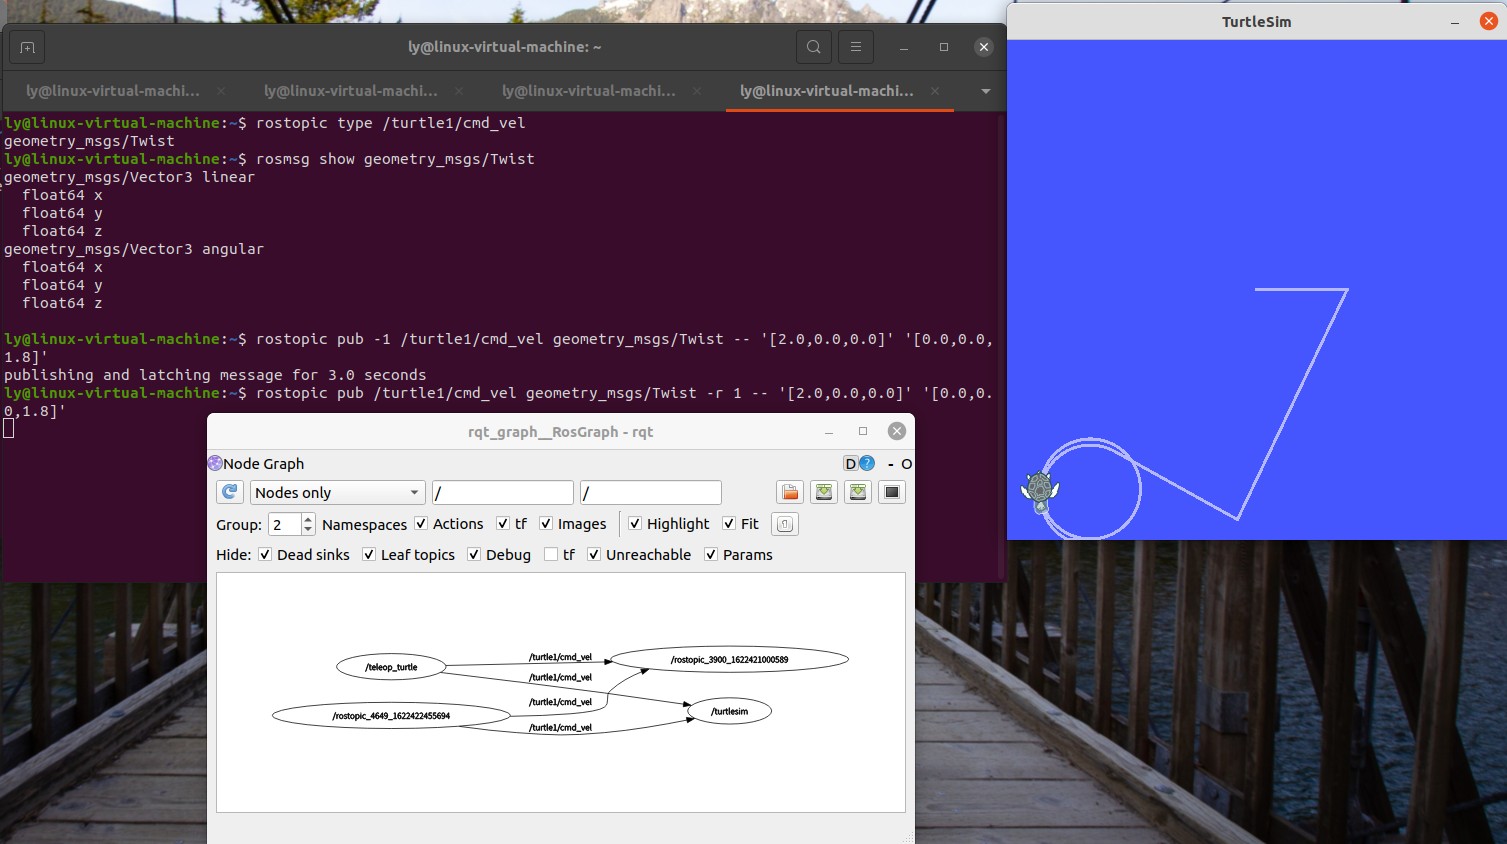 ly@linux-virtual-machine: ~
TurtleSim
ly@linux-virtual-machi...
ly@linux-virtual-machi...
ly@linux-virtual-machi...
ly@linux-virtual-machi...
ly@linux-virtual-machine:~$ rostopic type /turtle1/cmd_vel
geometry_msgs/Twist
ly@linux-virtual-machine:~$ rosmsg show geometry_msgs/Twist
geometry_msgs/Vector3 linear
  float64 x
  float64 y
  float64 z
geometry_msgs/Vector3 angular
  float64 x
  float64 y
  float64 z
ly@linux-virtual-machine:~$ rostopic pub -1 /turtle1/cmd_vel geometry_msgs/Twist -- '[2.0,0.0,0.0]' '[0.0,0.0,
1.8]'
publishing and latching message for 3.0 seconds
ly@linux-virtual-machine:~$ rostopic pub /turtle1/cmd_vel geometry_msgs/Twist -r 1 -- '[2.0,0.0,0.0]' '[0.0,0.
0,1.8]'
rqt_graph__RosGraph - rqt
Node Graph
D
- O
Nodes only
/
/
Group: 2 Namespaces Actions tf Images Highlight Fit
Hide: Dead sinks Leaf topics Debug tf Unreachable Params
/teleop_turtle
/turtle1/cmd_vel
/rostopic_3900_1622421000589
/turtle1/cmd_vel
/turtle1/cmd_vel
/rostopic_4649_1622422455694
/turtlesim
/turtle1/cmd_vel